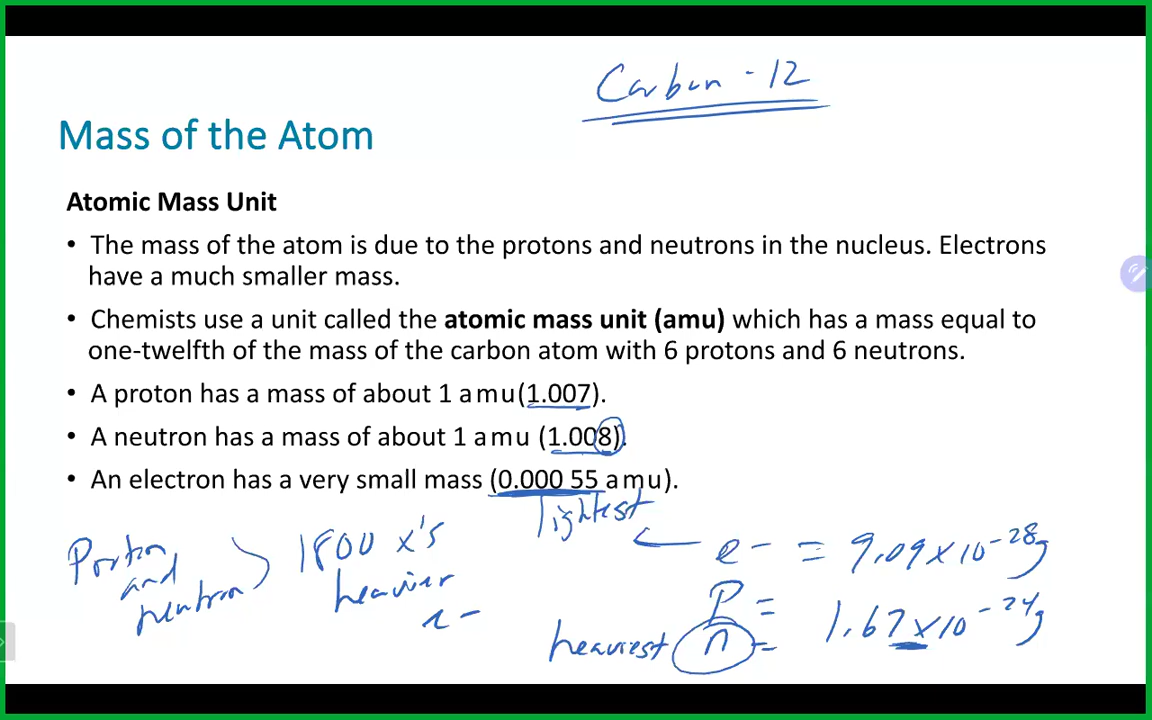 Carbon - 12
Mass of the Atom
Atomic Mass Unit
• The mass of the atom is due to the protons and neutrons in the nucleus. Electrons
have a much smaller mass.
• Chemists use a unit called the atomic mass unit (amu) which has a mass equal to
one-twelfth of the mass of the carbon atom with 6 protons and 6 neutrons.
• A proton has a mass of about 1 amu(1.007).
• A neutron has a mass of about 1 amu (1.008).
• An electron has a very small mass (0.000 55 amu).
lightest
Porton
and
neutron
1800 x's
heavier
e-
e- = 9.09 x 10-28g
P =
heaviest n = 1.67 x 10-24g